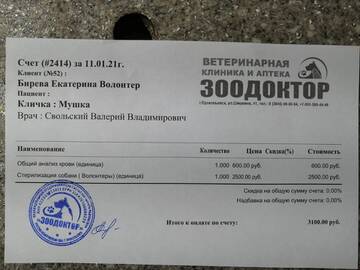 Счет (#2414) за 11.01.21г.
Клиент (№52) :
Бирева Екатерина Волонтер
Пациент :
Кличка : Мушка
Врач : Свольский Валерий Владимирович
ВЕТЕРИНАРНАЯ
КЛИНИКА И АПТЕКА
ЗООДОКТОР
Наименование Количество Цена Скидка(%) Стоимость
Общий анализ крови (единица) 1,000 600.00 руб. 600.00 руб.
Стерилизация собаки ( Волонтеры) (единица) 1,000 2500.00 руб. 2500.00 руб.
Скидка на общую сумму счета: 0.00%
Надбавка на общую сумму счета: 0.00%
Итого к оплате по счету: 3100.00 руб.
ЗООДОКТОР